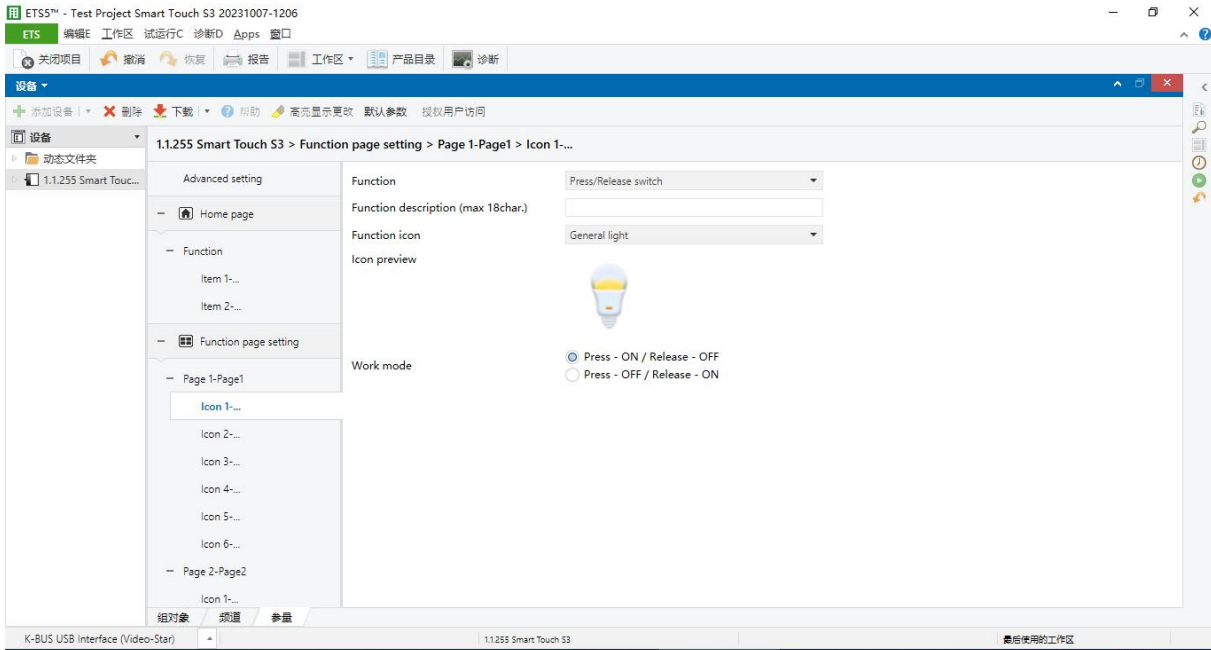 ETS5™ - Test Project Smart Touch S3 20231007-1206
ETS 编辑E 工作区 试运行C 诊断D Apps 窗口
关闭项目 撤消 恢复 报告 工作区 产品目录 诊断
设备
添加设备 删除 下载 帮助 高亮显示更改 默认参数 授权用户访问
设备
动态文件夹
1.1.255 Smart Touc...
1.1.255 Smart Touch S3 > Function page setting > Page 1-Page1 > Icon 1-...
Advanced setting
Home page
Function
Item 1-...
Item 2-...
Function page setting
Page 1-Page1
Icon 1-...
Icon 2-...
Icon 3-...
Icon 4-...
Icon 5-...
Icon 6-...
Page 2-Page2
Icon 1-...
Function Press/Release switch
Function description (max 18char.)
Function icon General light
Icon preview
Work mode
Press - ON / Release - OFF
Press - OFF / Release - ON
组对象 频道 参量
K-BUS USB Interface (Video-Star) 1.1.255 Smart Touch S3 最后使用的工作区